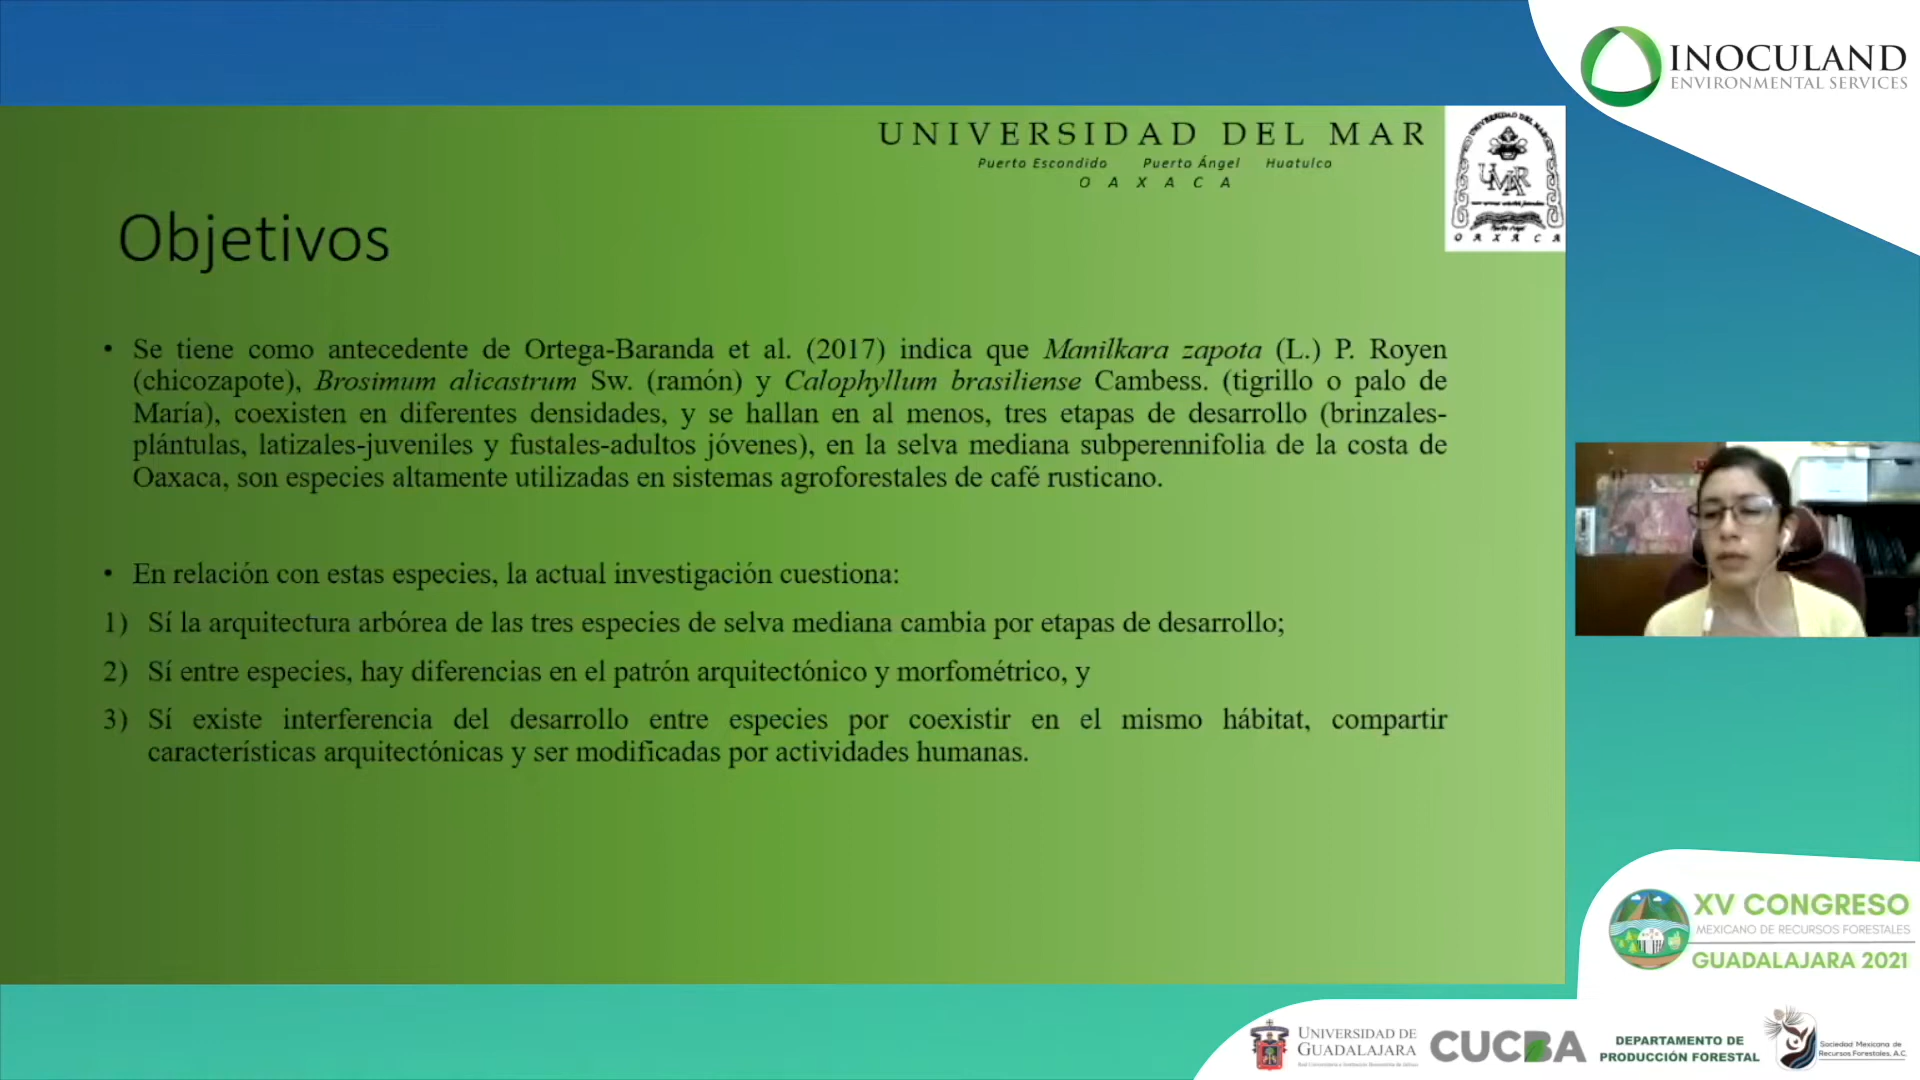 INOCULAND
ENVIRONMENTAL SERVICES
UNIVERSIDAD DEL MAR
Puerto Escondido Puerto Ángel Huatulco
O A X A C A
UNIVERSIDAD DEL MAR
UMAR
O A X A C A
Objetivos
• Se tiene como antecedente de Ortega-Baranda et al. (2017) indica que Manilkara zapota (L.) P. Royen
(chicozapote), Brosimum alicastrum Sw. (ramón) y Calophyllum brasiliense Cambess. (tigrillo o palo de
María), coexisten en diferentes densidades, y se hallan en al menos, tres etapas de desarrollo (brinzales-
plántulas, latizales-juveniles y fustales-adultos jóvenes), en la selva mediana subperennifolia de la costa de
Oaxaca, son especies altamente utilizadas en sistemas agroforestales de café rusticano.
• En relación con estas especies, la actual investigación cuestiona:
1) Sí la arquitectura arbórea de las tres especies de selva mediana cambia por etapas de desarrollo;
2) Sí entre especies, hay diferencias en el patrón arquitectónico y morfométrico, y
3) Sí existe interferencia del desarrollo entre especies por coexistir en el mismo hábitat, compartir
características arquitectónicas y ser modificadas por actividades humanas.
XV CONGRESO
MEXICANO DE RECURSOS FORESTALES
GUADALAJARA 2021
UNIVERSIDAD DE
GUADALAJARA
CUCBA
DEPARTAMENTO DE
PRODUCCIÓN FORESTAL
Sociedad Mexicana de
Recursos Forestales, A.C.